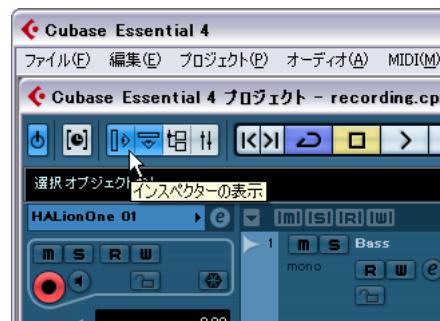 Cubase Essential 4
ファイル(F) 編集(E) プロジェクト(P) オーディオ(A) MIDI(M)
Cubase Essential 4 プロジェクト - recording.cp
選択オブジェク
インスペクターの表示
HALionOne 01 e M S R W
M S R W
1 M S Bass
mono R W e
0.00